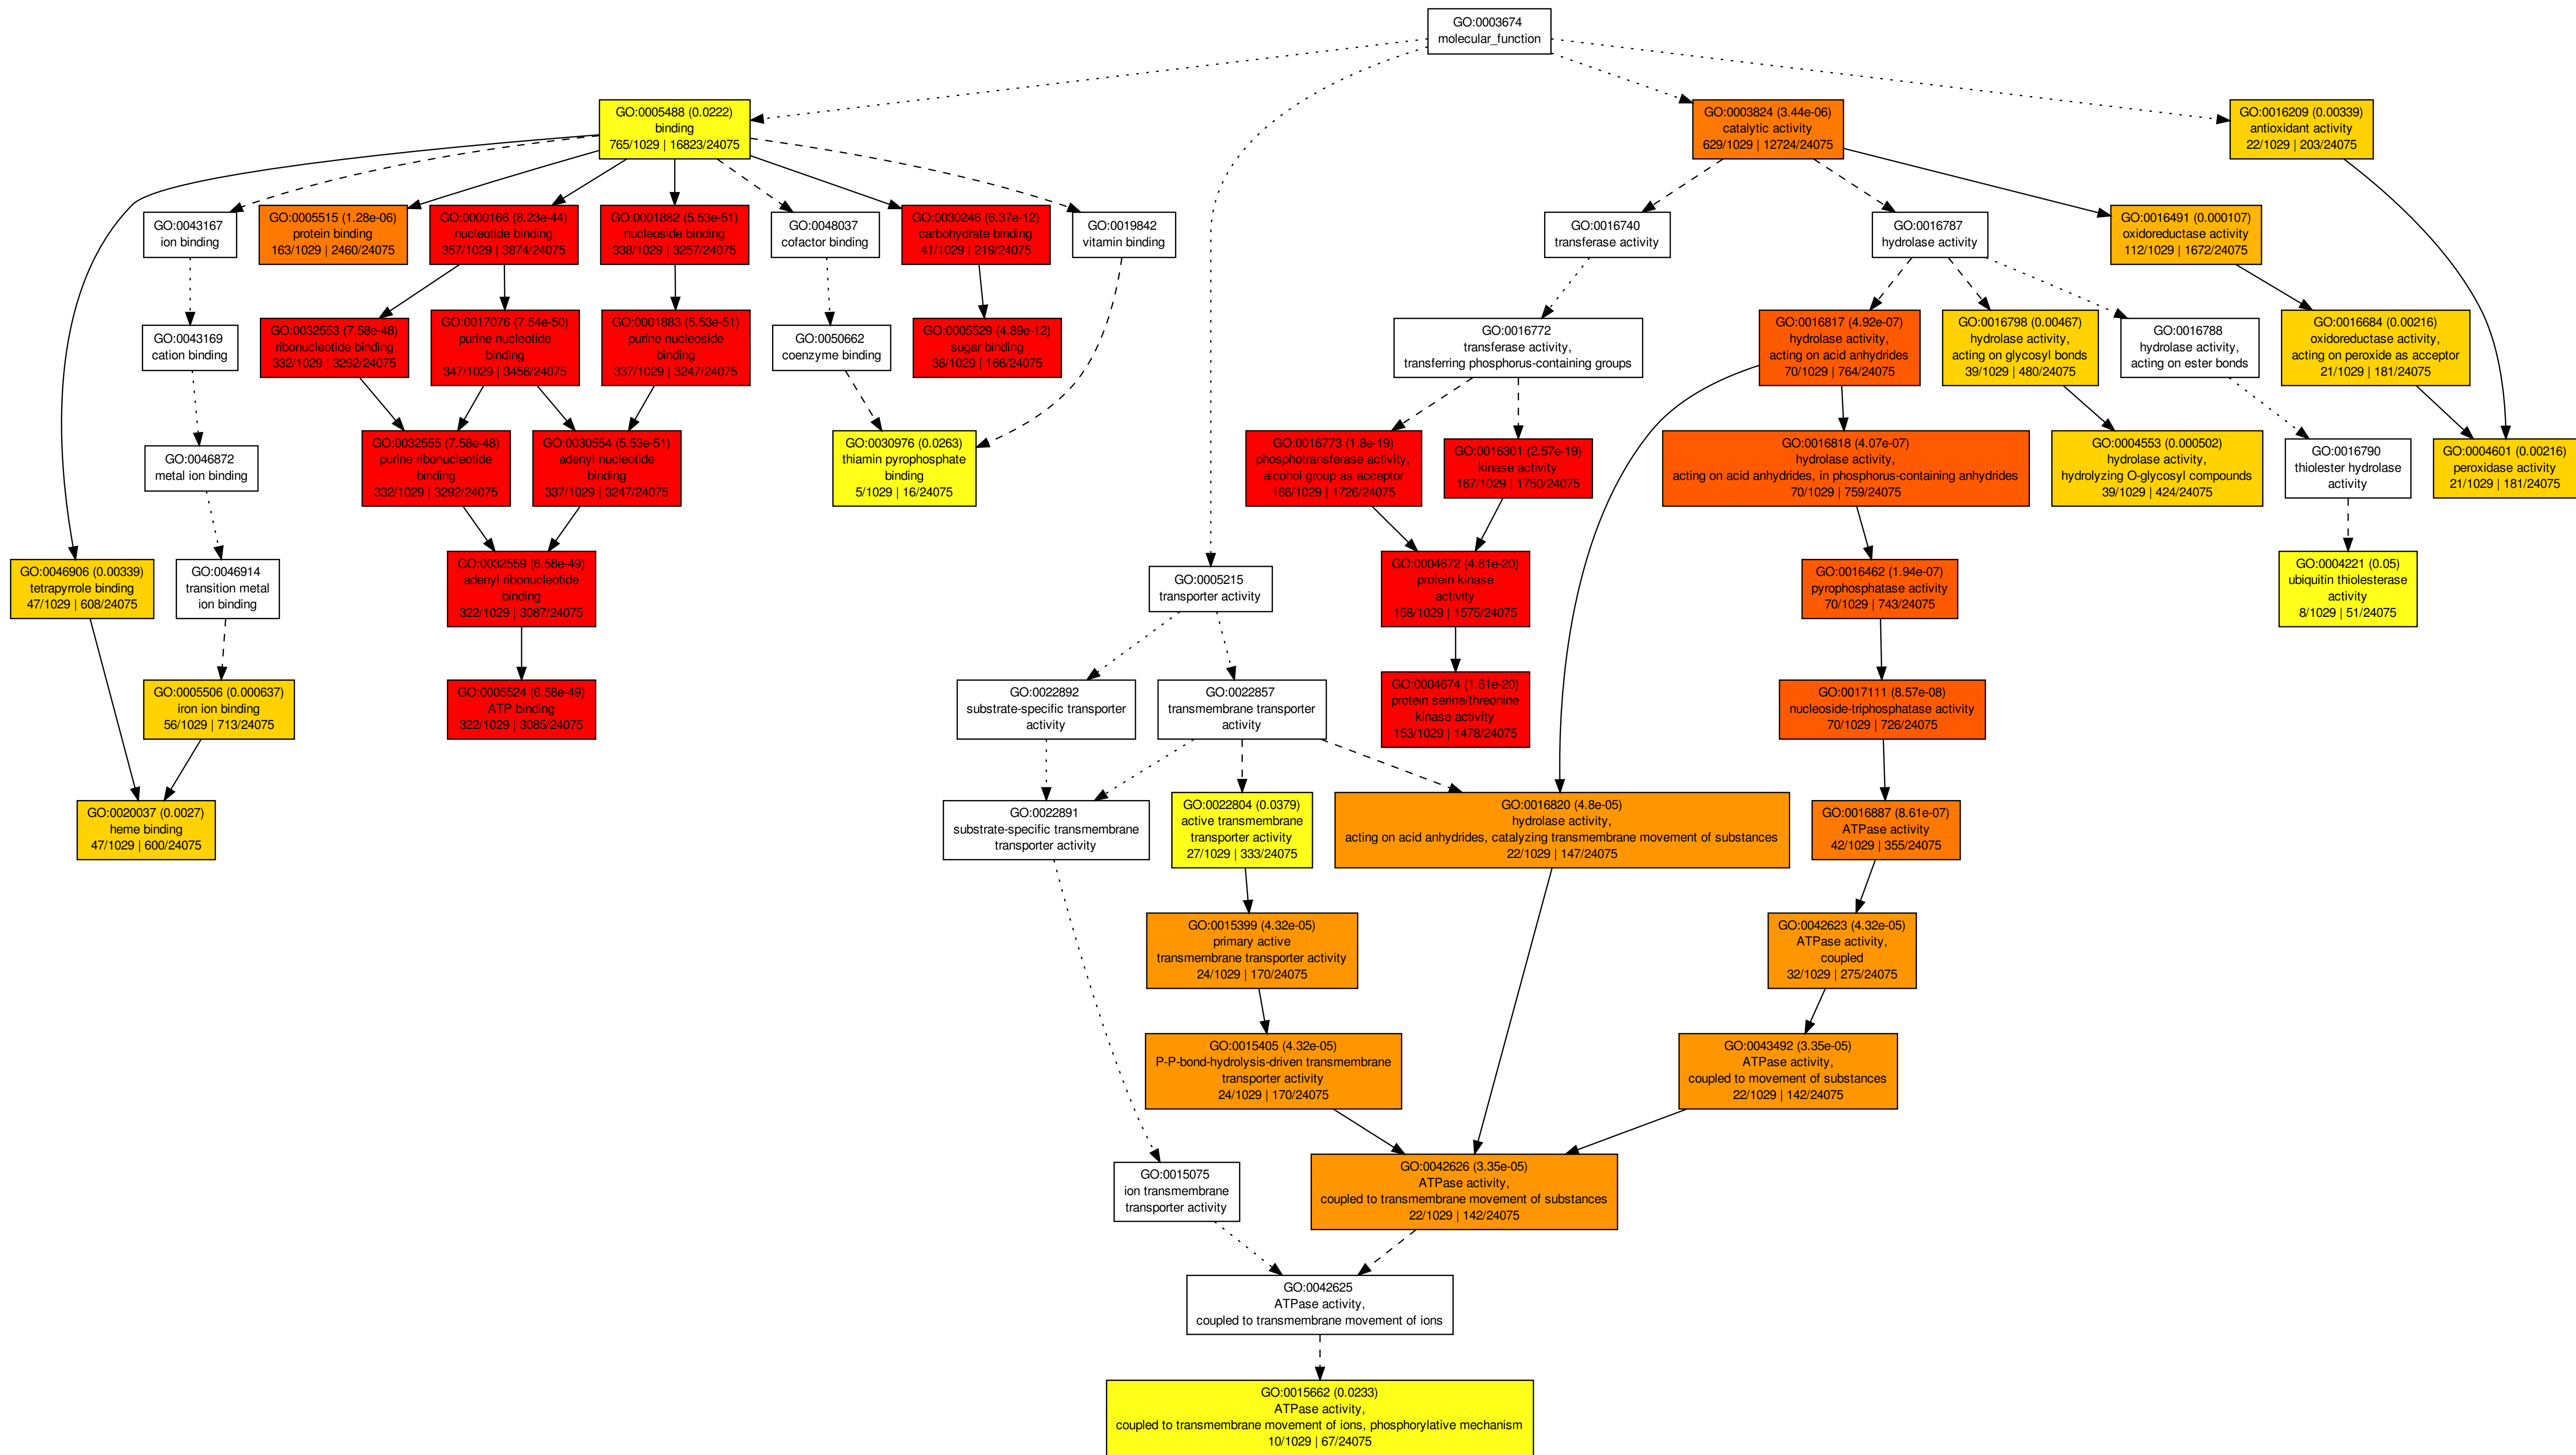 GO:0003674
molecular_function
GO:0005488 (0.0222)
binding
765/1029 | 16823/24075
GO:0003824 (3.44e-06)
catalytic activity
629/1029 | 12724/24075
GO:0016209 (0.00339)
antioxidant activity
22/1029 | 203/24075
GO:0043167
ion binding
GO:0005515 (1.28e-06)
protein binding
163/1029 | 2460/24075
GO:0000166 (8.23e-44)
nucleotide binding
357/1029 | 3874/24075
GO:0001882 (5.53e-51)
nucleoside binding
338/1029 | 3257/24075
GO:0048037
cofactor binding
GO:0030246 (6.37e-12)
carbohydrate binding
41/1029 | 219/24075
GO:0019842
vitamin binding
GO:0016740
transferase activity
GO:0016787
hydrolase activity
GO:0016491 (0.000107)
oxidoreductase activity
112/1029 | 1672/24075
GO:0043169
cation binding
GO:0032553 (7.58e-48)
ribonucleotide binding
332/1029 | 3292/24075
GO:0017076 (7.54e-50)
purine nucleotide
binding
347/1029 | 3456/24075
GO:0001883 (5.53e-51)
purine nucleoside
binding
337/1029 | 3247/24075
GO:0050662
coenzyme binding
GO:0005529 (4.89e-12)
sugar binding
36/1029 | 166/24075
GO:0016772
transferase activity,
transferring phosphorus-containing groups
GO:0016817 (4.92e-07)
hydrolase activity,
acting on acid anhydrides
70/1029 | 764/24075
GO:0016798 (0.00467)
hydrolase activity,
acting on glycosyl bonds
39/1029 | 480/24075
GO:0016788
hydrolase activity,
acting on ester bonds
GO:0016684 (0.00216)
oxidoreductase activity,
acting on peroxide as acceptor
21/1029 | 181/24075
GO:0046872
metal ion binding
GO:0032555 (7.58e-48)
purine ribonucleotide
binding
332/1029 | 3292/24075
GO:0030554 (5.53e-51)
adenyl nucleotide
binding
337/1029 | 3247/24075
GO:0030976 (0.0263)
thiamin pyrophosphate
binding
5/1029 | 16/24075
GO:0016773 (1.8e-19)
phosphotransferase activity,
alcohol group as acceptor
166/1029 | 1726/24075
GO:0016301 (2.57e-19)
kinase activity
167/1029 | 1750/24075
GO:0016818 (4.07e-07)
hydrolase activity,
acting on acid anhydrides, in phosphorus-containing anhydrides
70/1029 | 759/24075
GO:0004553 (0.000502)
hydrolase activity,
hydrolyzing O-glycosyl compounds
39/1029 | 424/24075
GO:0016790
thiolester hydrolase
activity
GO:0004601 (0.00216)
peroxidase activity
21/1029 | 181/24075
GO:0046906 (0.00339)
tetrapyrrole binding
47/1029 | 608/24075
GO:0046914
transition metal
ion binding
GO:0032559 (6.58e-49)
adenyl ribonucleotide
binding
322/1029 | 3087/24075
GO:0005215
transporter activity
GO:0004672 (4.81e-20)
protein kinase
activity
158/1029 | 1575/24075
GO:0016462 (1.94e-07)
pyrophosphatase activity
70/1029 | 743/24075
GO:0004221 (0.05)
ubiquitin thiolesterase
activity
8/1029 | 51/24075
GO:0005506 (0.000637)
iron ion binding
56/1029 | 713/24075
GO:0005524 (6.58e-49)
ATP binding
322/1029 | 3085/24075
GO:0022892
substrate-specific transporter
activity
GO:0022857
transmembrane transporter
activity
GO:0004674 (1.61e-20)
protein serine/threonine
kinase activity
153/1029 | 1478/24075
GO:0017111 (8.57e-08)
nucleoside-triphosphatase activity
70/1029 | 726/24075
GO:0020037 (0.0027)
heme binding
47/1029 | 600/24075
GO:0022891
substrate-specific transmembrane
transporter activity
GO:0022804 (0.0379)
active transmembrane
transporter activity
27/1029 | 333/24075
GO:0016820 (4.8e-05)
hydrolase activity,
acting on acid anhydrides, catalyzing transmembrane movement of substances
22/1029 | 147/24075
GO:0016887 (8.61e-07)
ATPase activity
42/1029 | 355/24075
GO:0015399 (4.32e-05)
primary active
transmembrane transporter activity
24/1029 | 170/24075
GO:0042623 (4.32e-05)
ATPase activity,
coupled
32/1029 | 275/24075
GO:0015405 (4.32e-05)
P-P-bond-hydrolysis-driven transmembrane
transporter activity
24/1029 | 170/24075
GO:0043492 (3.35e-05)
ATPase activity,
coupled to movement of substances
22/1029 | 142/24075
GO:0015075
ion transmembrane
transporter activity
GO:0042626 (3.35e-05)
ATPase activity,
coupled to transmembrane movement of substances
22/1029 | 142/24075
GO:0042625
ATPase activity,
coupled to transmembrane movement of ions
GO:0015662 (0.0233)
ATPase activity,
coupled to transmembrane movement of ions, phosphorylative mechanism
10/1029 | 67/24075